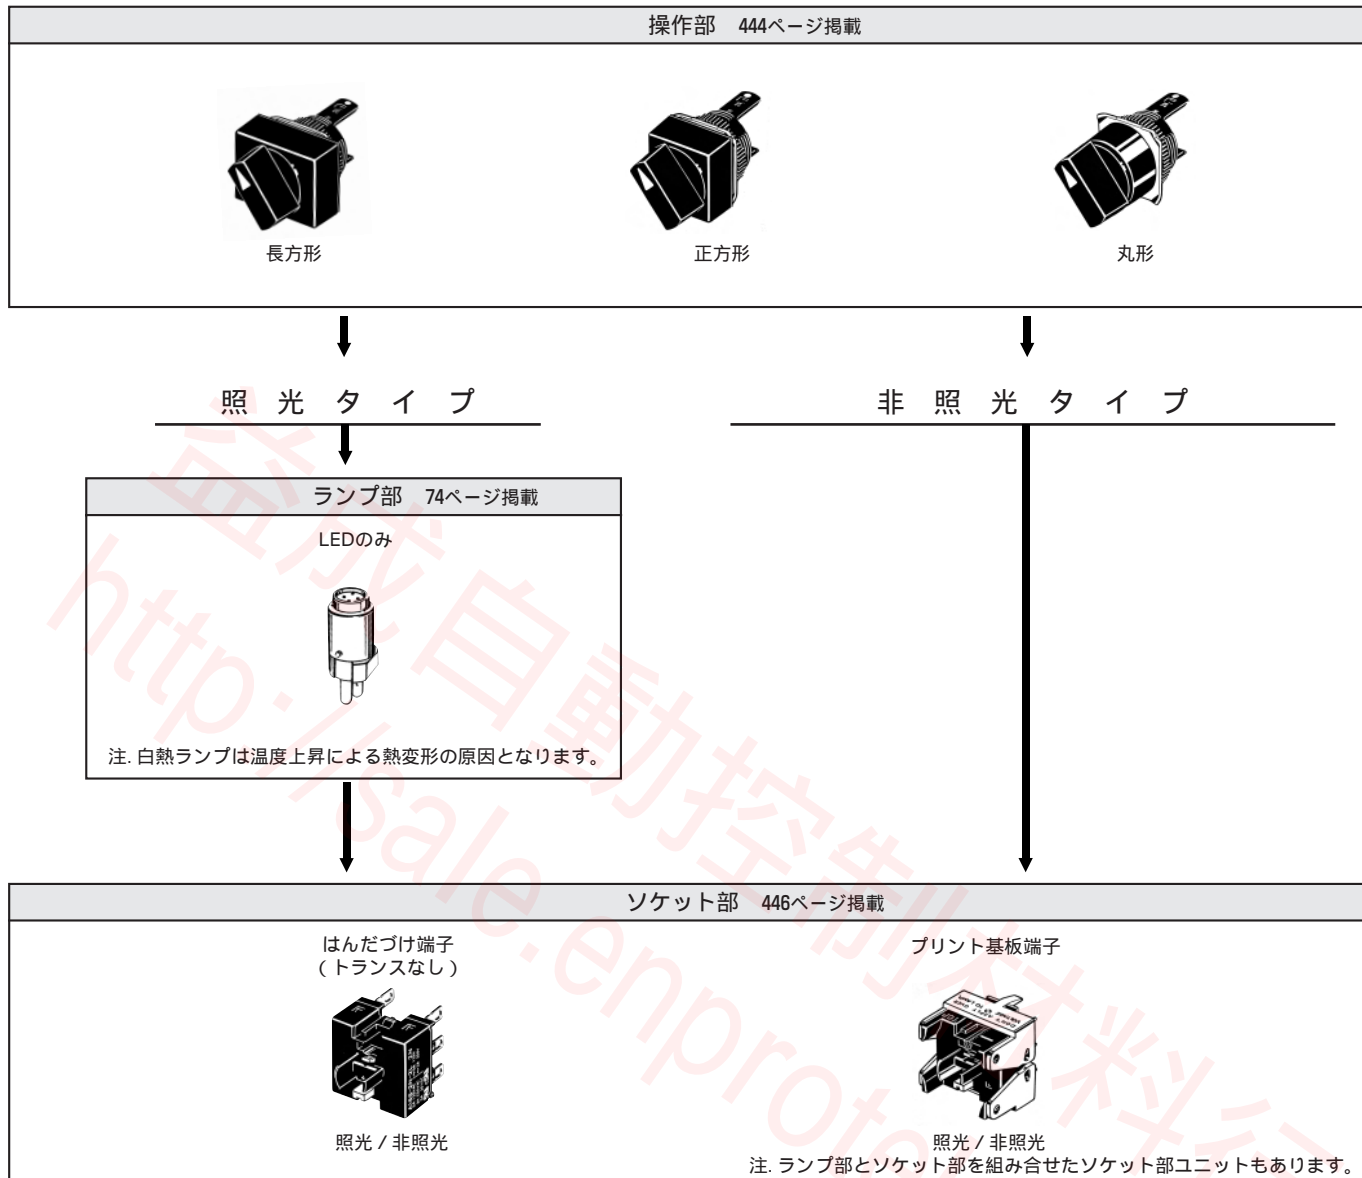 操作部 444ページ掲載
長方形
正方形
丸形
照光タイプ
非照光タイプ
ランプ部 74ページ掲載
LEDのみ
注. 白熱ランプは温度上昇による熱変形の原因となります。
ソケット部 446ページ掲載
はんだづけ端子
(トランスなし)
プリント基板端子
照光 / 非照光
照光 / 非照光
注. ランプ部とソケット部を組み合せたソケット部ユニットもあります。
益成自動控制材料行
http://sale.enprote